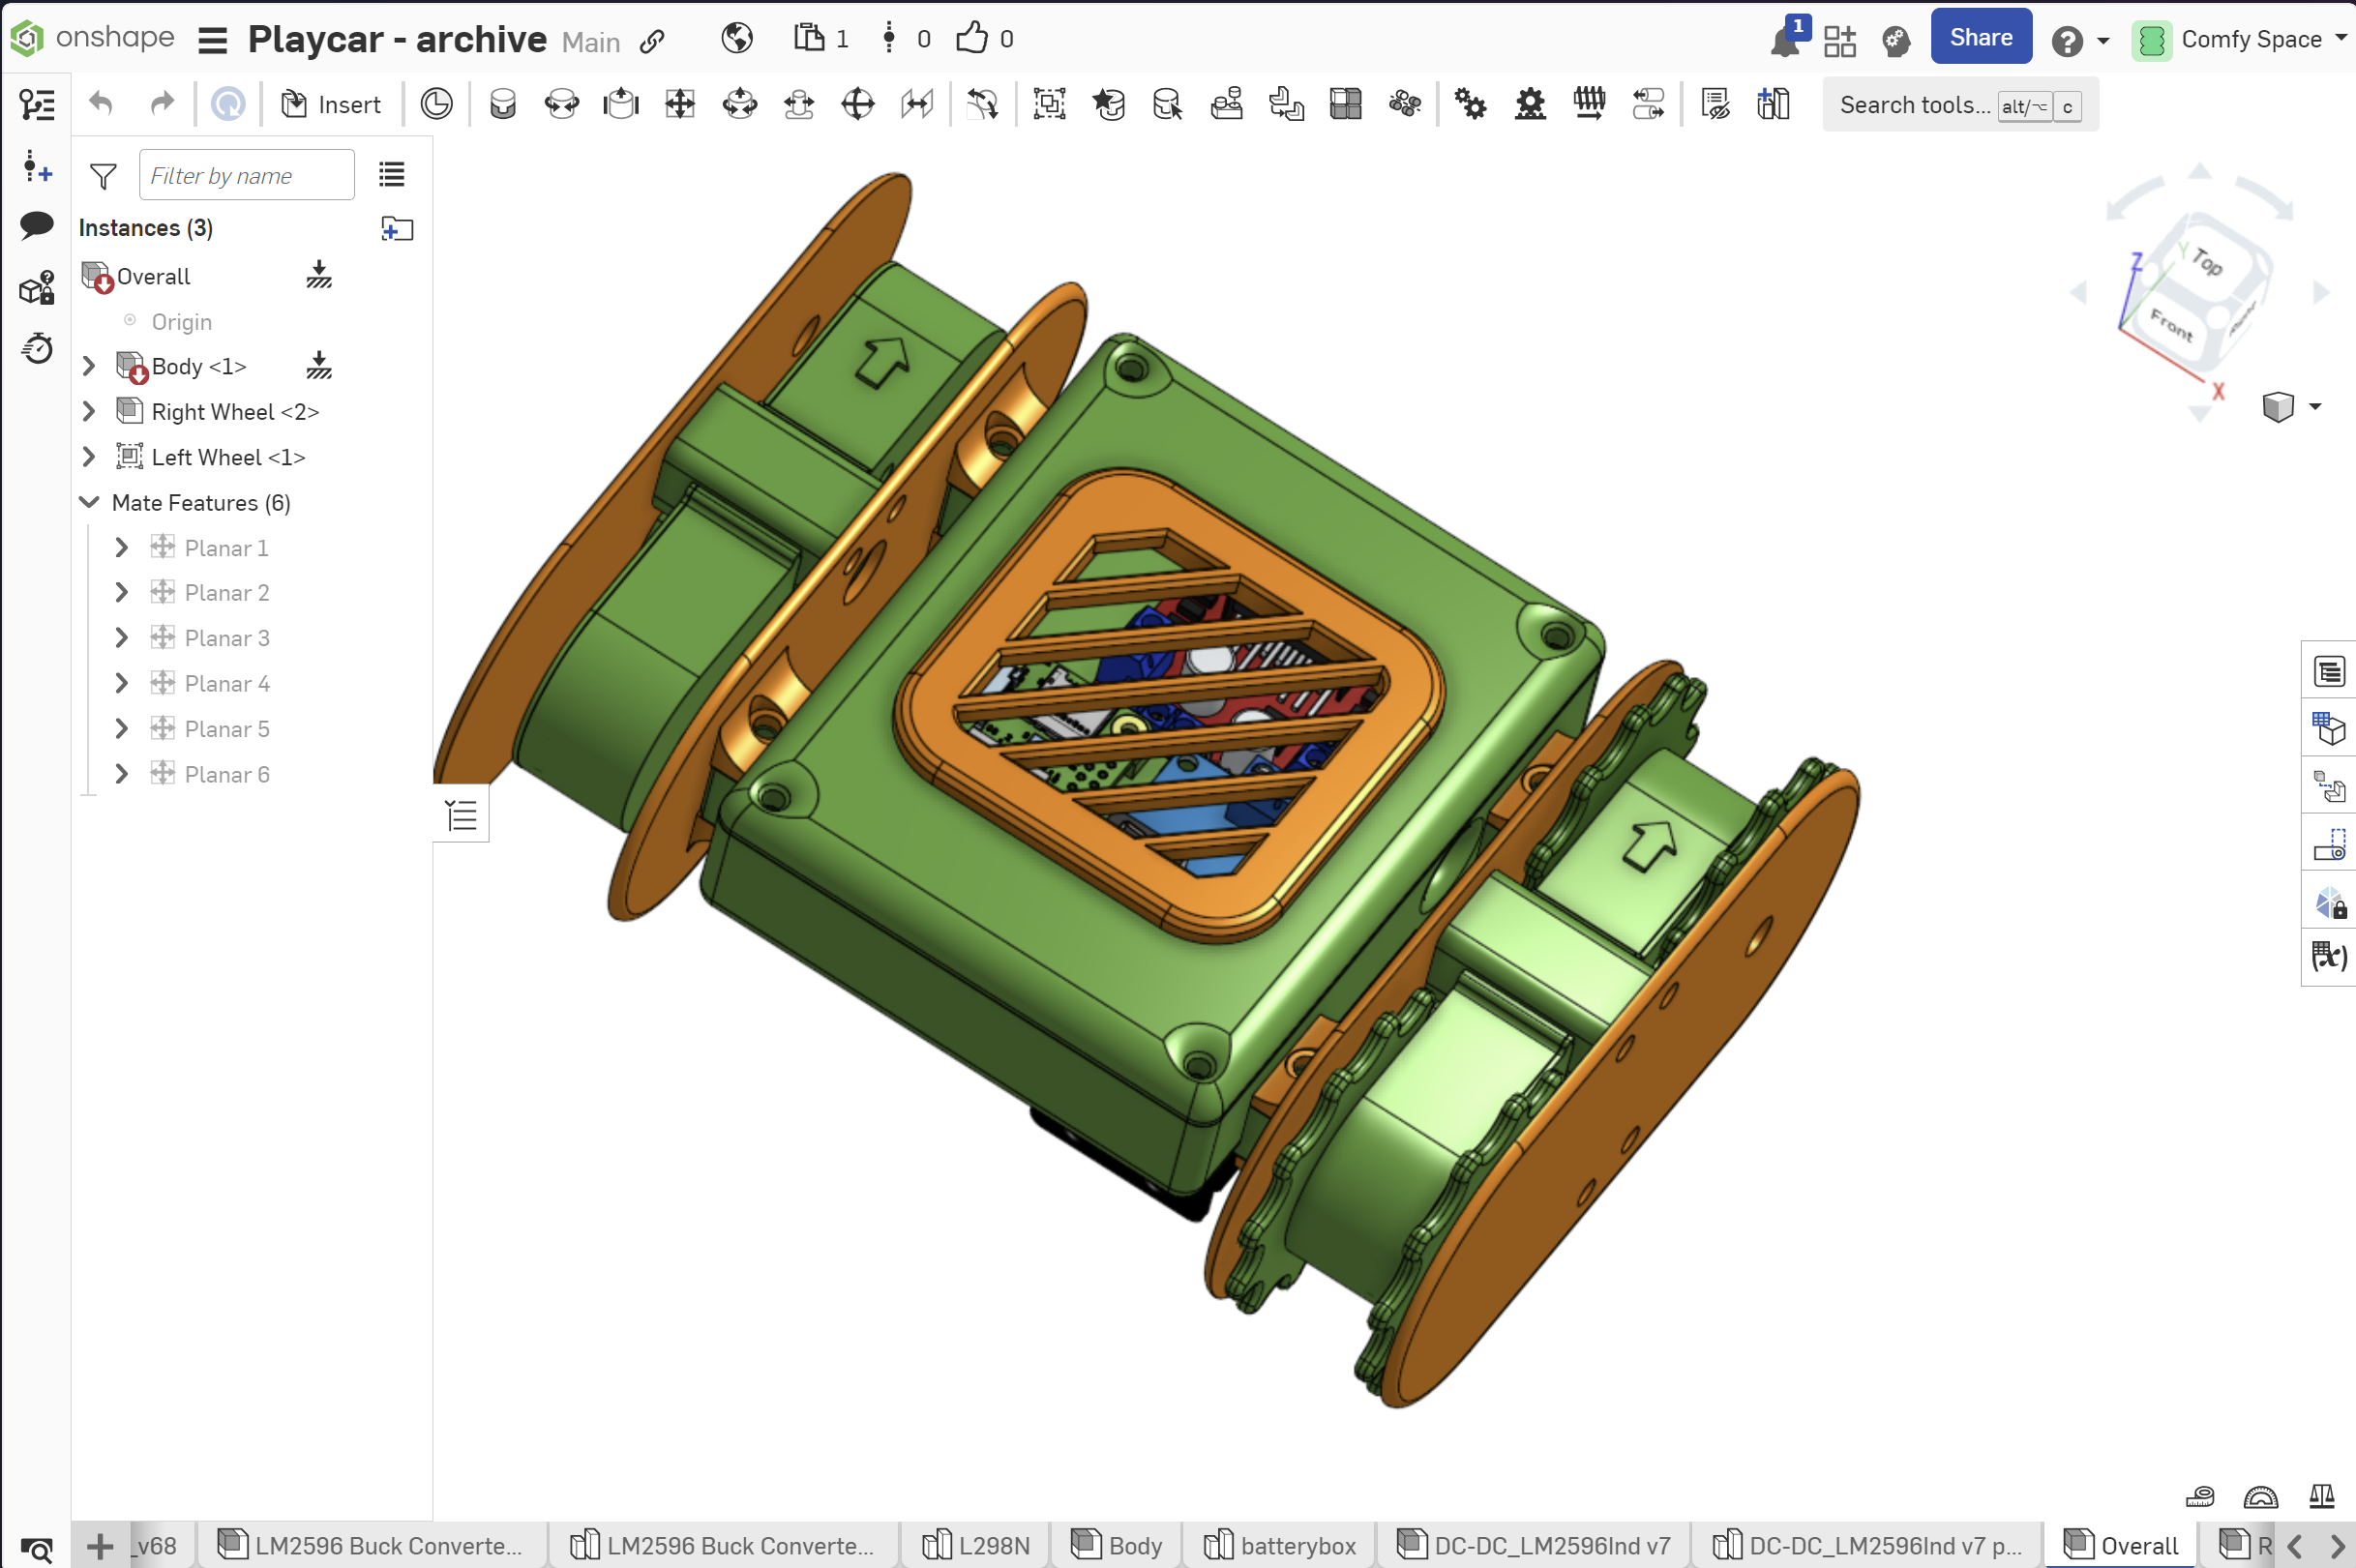 onshape Playcar - archive Main 1 0 0 1 Share Comfy Space
Insert Search tools... alt/⌥ c
Filter by name
Instances (3)
Overall
Origin
Body <1>
Right Wheel <2>
Left Wheel <1>
Mate Features (6)
Planar 1
Planar 2
Planar 3
Planar 4
Planar 5
Planar 6
Z Y Top
Front
X
_v68 LM2596 Buck Converte... LM2596 Buck Converte... L298N Body batterybox DC-DC_LM2596Ind v7 DC-DC_LM2596Ind v7 p... Overall R